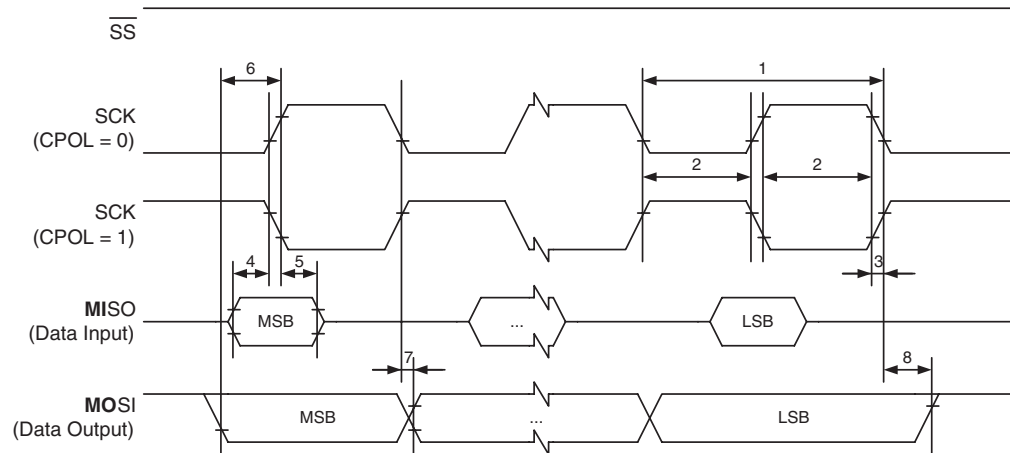 SS
6
1
SCK
(CPOL = 0)
2
2
SCK
(CPOL = 1)
4
5
3
MISO
(Data Input)
MSB
...
LSB
7
8
MOSI
(Data Output)
MSB
...
LSB